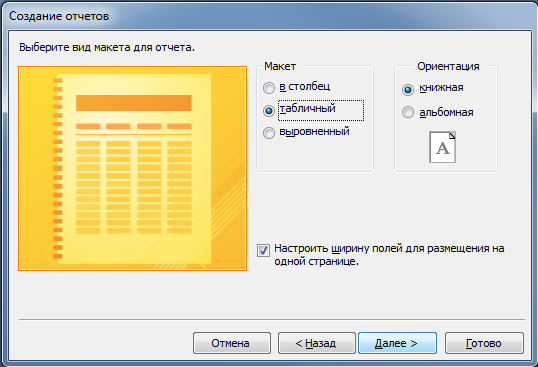 Создание отчетов
Выберите вид макета для отчета.
Макет
в столбец
табличный
выровненный
Ориентация
книжная
альбомная
A
Настроить ширину полей для размещения на
одной странице.
Отмена
< Назад
Далее >
Готово